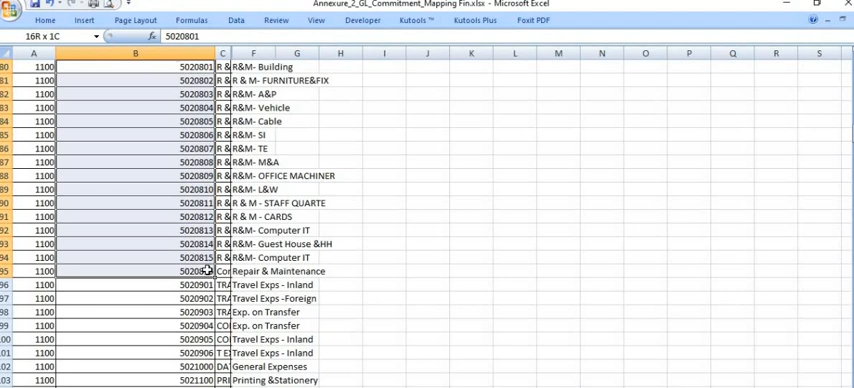 Annexure_2_GL_Commitment_Mapping Fin.xlsx - Microsoft Excel
Home Insert Page Layout Formulas Data Review View Developer Kutools ™ Kutools Plus Foxit PDF
16R x 1C fx 5020801
A B C F G H I J K L M N O P Q R S
80 1100 5020801 R & R&M- Building
81 1100 5020802 R & R & M- FURNITURE&FIX
82 1100 5020803 R & R&M- A&P
83 1100 5020804 R & R&M- Vehicle
84 1100 5020805 R & R&M- Cable
85 1100 5020806 R & R&M- SI
86 1100 5020807 R & R&M- TE
87 1100 5020808 R & R&M- M&A
88 1100 5020809 R & R&M- OFFICE MACHINER
89 1100 5020810 R & R&M- L&W
90 1100 5020811 R & R & M - STAFF QUARTE
91 1100 5020812 R & R & M - CARDS
92 1100 5020813 R & R&M- Computer IT
93 1100 5020814 R & R&M- Guest House &HH
94 1100 5020815 R & R&M- Computer IT
95 1100 Con Repair & Maintenance
96 1100 5020901 TRA Travel Exps - Inland
97 1100 5020902 TRA Travel Exps -Foreign
98 1100 5020903 TRA Exp. on Transfer
99 1100 5020904 CO Exp. on Transfer
100 1100 5020905 CO Travel Exps - Inland
101 1100 5020906 T E Travel Exps - Inland
102 1100 5021000 DA General Expenses
103 1100 5021100 PRI Printing &Stationery